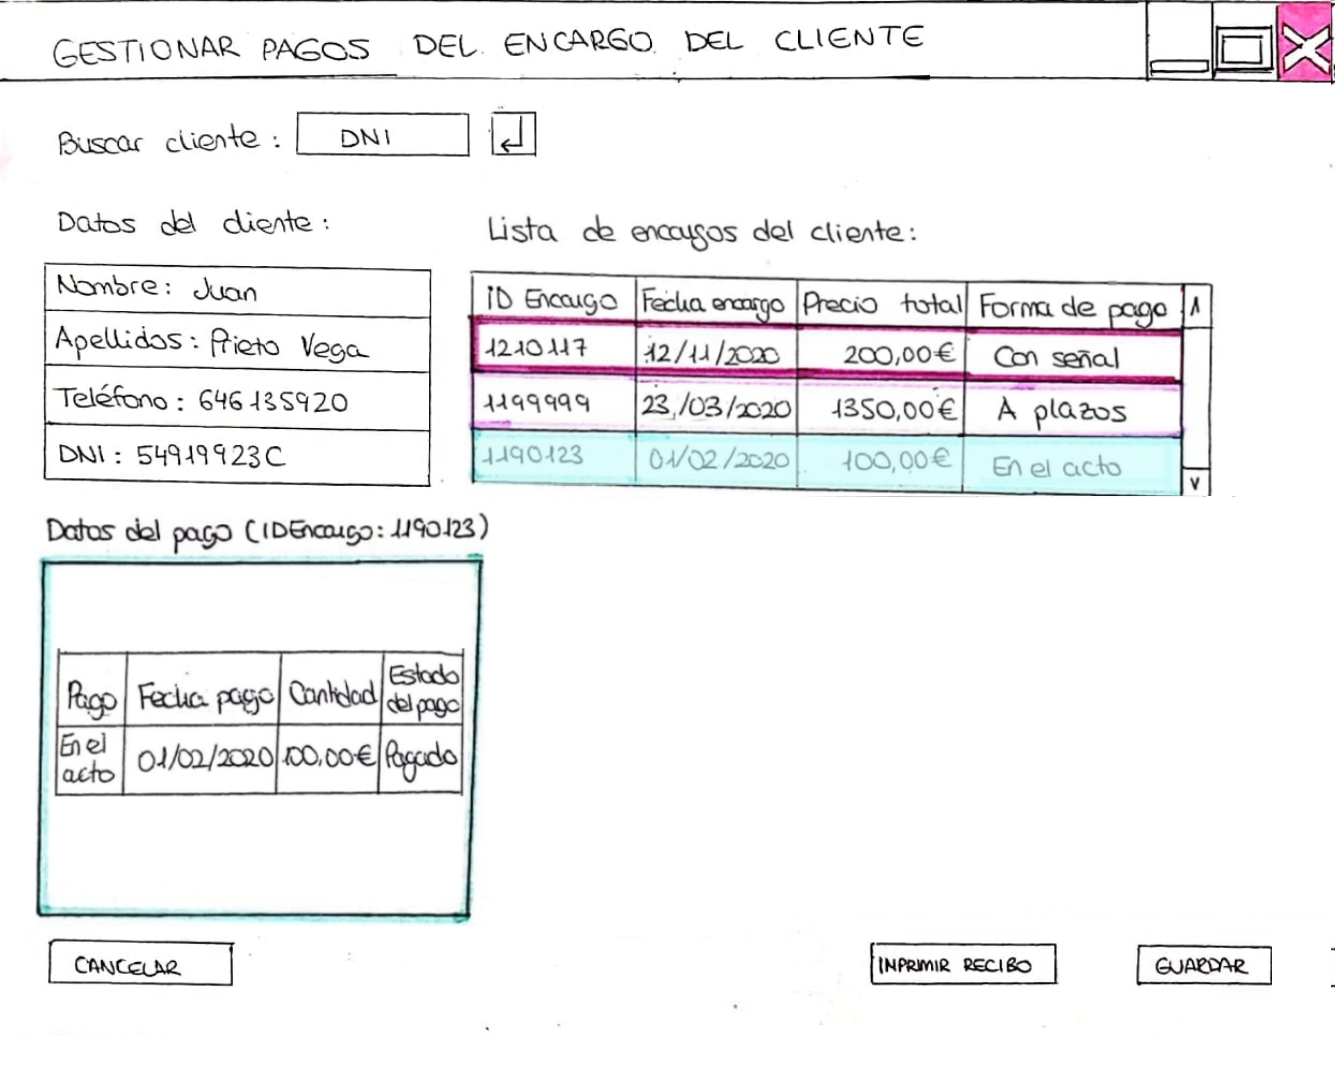 GESTIONAR PAGOS DEL ENCARGO DEL CLIENTE
Buscar cliente: DNI
Datos del cliente:
Nombre: Juan
Apellidos: Prieto Vega
Teléfono: 646135920
DNI: 54919923C
Lista de encargos del cliente:
ID Encargo Fecha encargo Precio total Forma de pago
1210117 12/11/2020 200,00€ Con señal
1199999 23/03/2020 1350,00€ A plazos
1190123 01/02/2020 100,00€ En el acto
Datos del pago (IDEncargo: 1190123)
Pago Fecha pago Cantidad Estado del pago
En el acto 01/02/2020 100,00€ Pagado
CANCELAR IMPRIMIR RECIBO GUARDAR